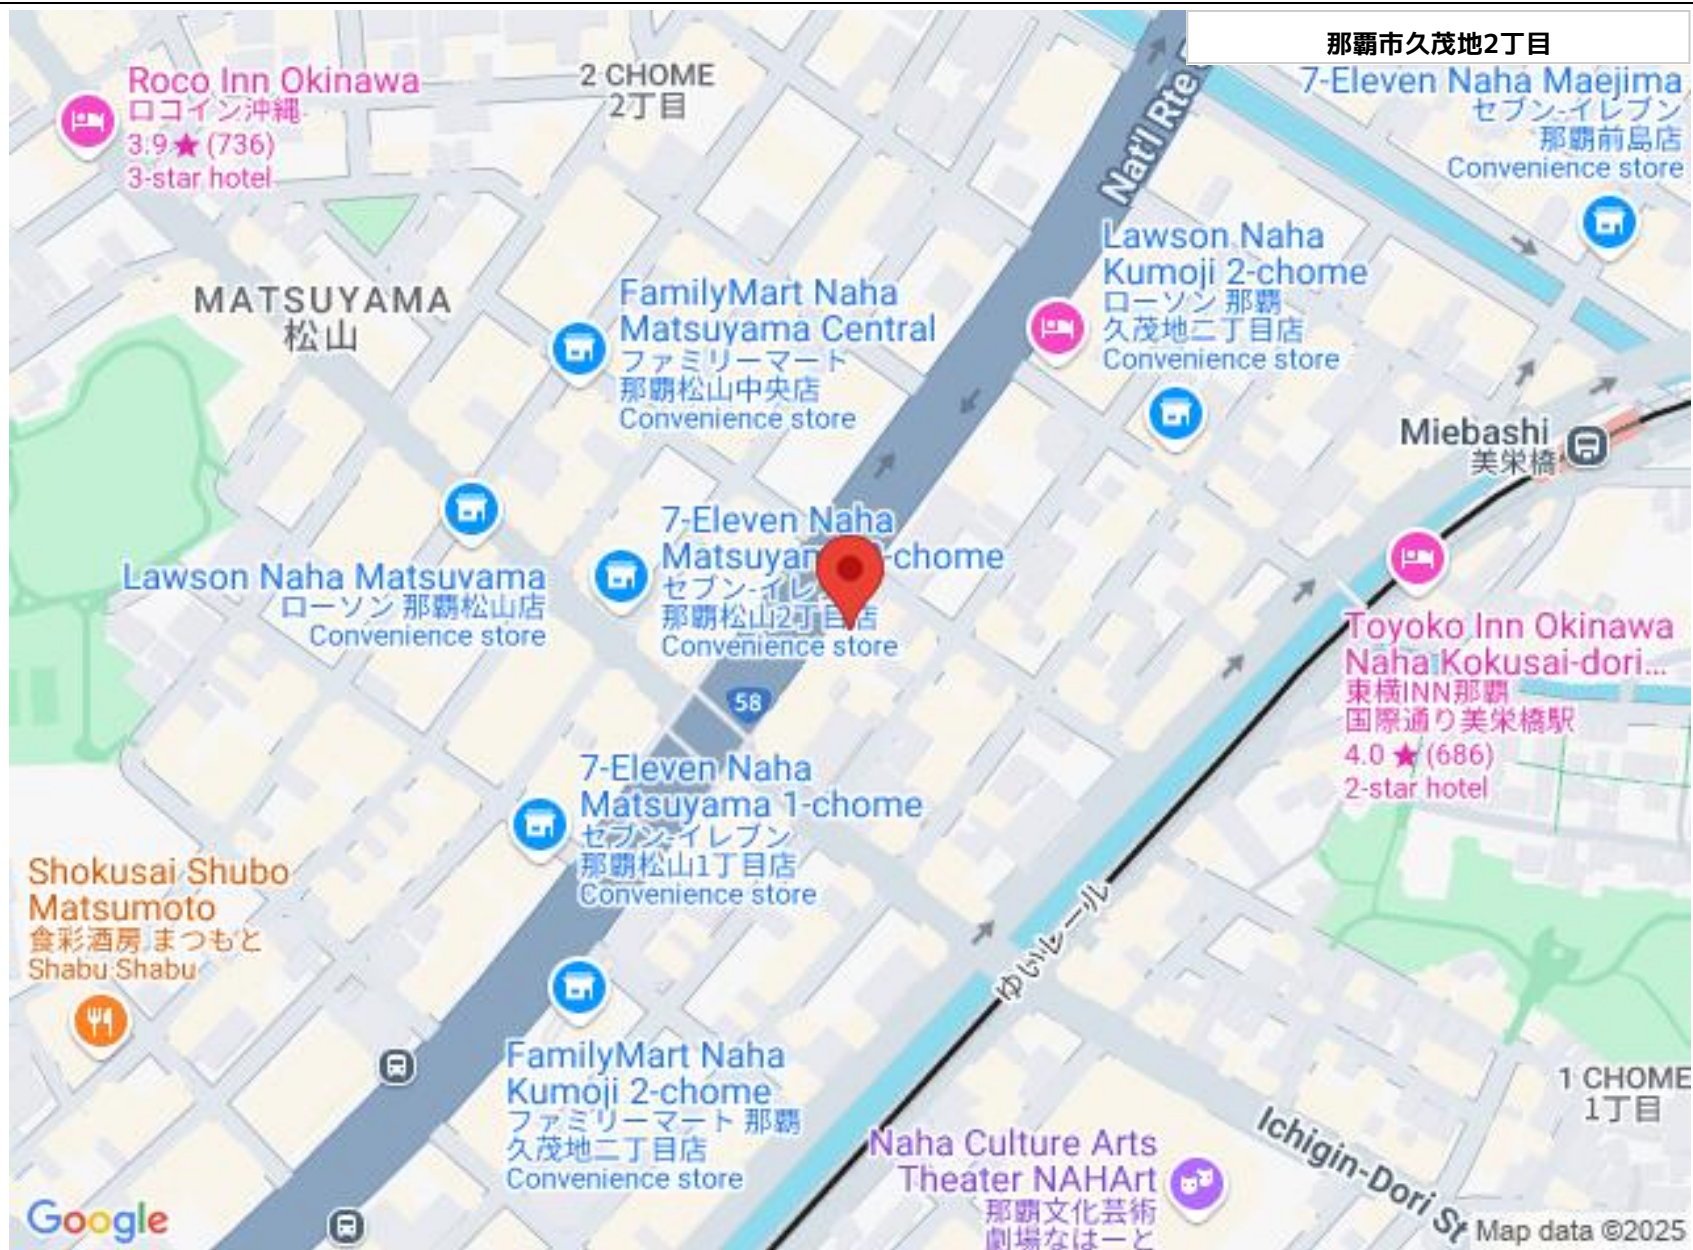 那覇市久茂地2丁目
Roco Inn Okinawa
ロコイン沖縄
3.9★ (736)
3-star hotel
2 CHOME
2丁目
Nat'l Rte
7-Eleven Naha Maejima
セブン-イレブン
那覇前島店
Convenience store
Lawson Naha
Kumoji 2-chome
ローソン 那覇
久茂地二丁目店
Convenience store
MATSUYAMA
松山
FamilyMart Naha
Matsuyama Central
ファミリーマート
那覇松山中央店
Convenience store
Miebashi
美栄橋
7-Eleven Naha
-chome
那覇松山2丁目店
Convenience store
Lawson Naha Matsuyama
ローソン 那覇松山店
Convenience store
58
Toyoko Inn Okinawa
Naha Kokusai-dori...
東横INN那覇
国際通り美栄橋駅
4.0 ★ (686)
2-star hotel
7-Eleven Naha
Matsuyama 1-chome
セブン-イレブン
那覇松山1丁目店
Convenience store
Shokusai Shubo
Matsumoto
食彩酒房 まつもと
Shabu Shabu
ゆいレール
FamilyMart Naha
Kumoji 2-chome
ファミリーマート 那覇
久茂地二丁目店
Convenience store
1 CHOME
1丁目
Ichigin-Dori St
Naha Culture Arts
Theater NAHArt
那覇文化芸術
劇場なはーと
Google
Map data ©2025